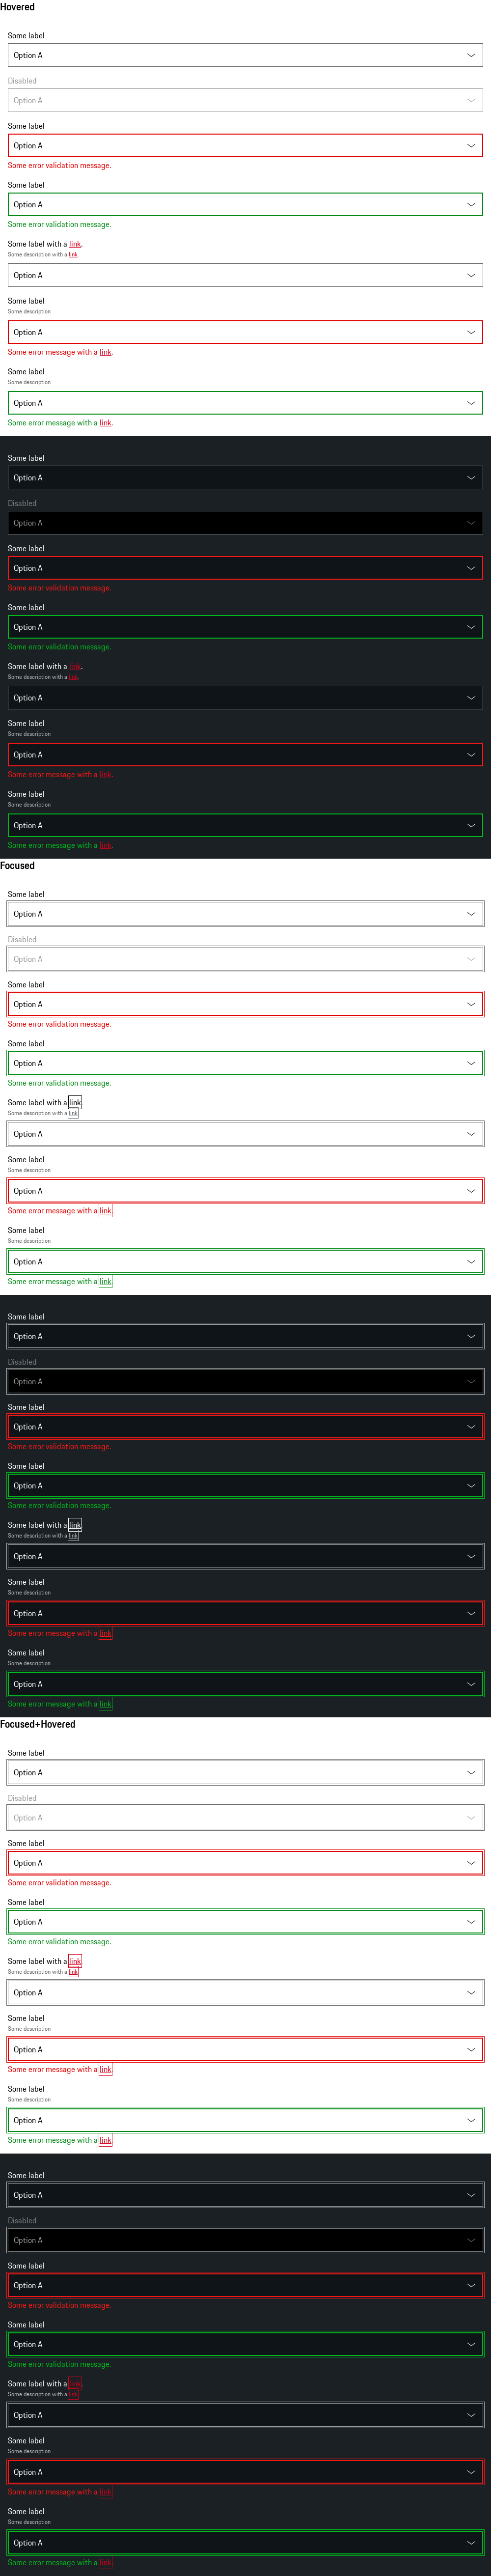 Hovered
Some label
Option A
Disabled
Option A
Some label
Option A
Some error validation message.
Some label
Option A
Some error validation message.
Some label with a link.
Some description with a link.
Option A
Some label
Some description
Option A
Some error message with a link.
Some label
Some description
Option A
Some error message with a link.
Some label
Option A
Disabled
Option A
Some label
Option A
Some error validation message.
Some label
Option A
Some error validation message.
Some label with a link.
Some description with a link.
Option A
Some label
Some description
Option A
Some error message with a link.
Some label
Some description
Option A
Some error message with a link.
Focused
Some label
Option A
Disabled
Option A
Some label
Option A
Some error validation message.
Some label
Option A
Some error validation message.
Some label with a link.
Some description with a link.
Option A
Some label
Some description
Option A
Some error message with a link.
Some label
Some description
Option A
Some error message with a link.
Some label
Option A
Disabled
Option A
Some label
Option A
Some error validation message.
Some label
Option A
Some error validation message.
Some label with a link.
Some description with a link.
Option A
Some label
Some description
Option A
Some error message with a link.
Some label
Some description
Option A
Some error message with a link.
Focused+Hovered
Some label
Option A
Disabled
Option A
Some label
Option A
Some error validation message.
Some label
Option A
Some error validation message.
Some label with a link.
Some description with a link.
Option A
Some label
Some description
Option A
Some error message with a link.
Some label
Some description
Option A
Some error message with a link.
Some label
Option A
Disabled
Option A
Some label
Option A
Some error validation message.
Some label
Option A
Some error validation message.
Some label with a link.
Some description with a link.
Option A
Some label
Some description
Option A
Some error message with a link.
Some label
Some description
Option A
Some error message with a link.